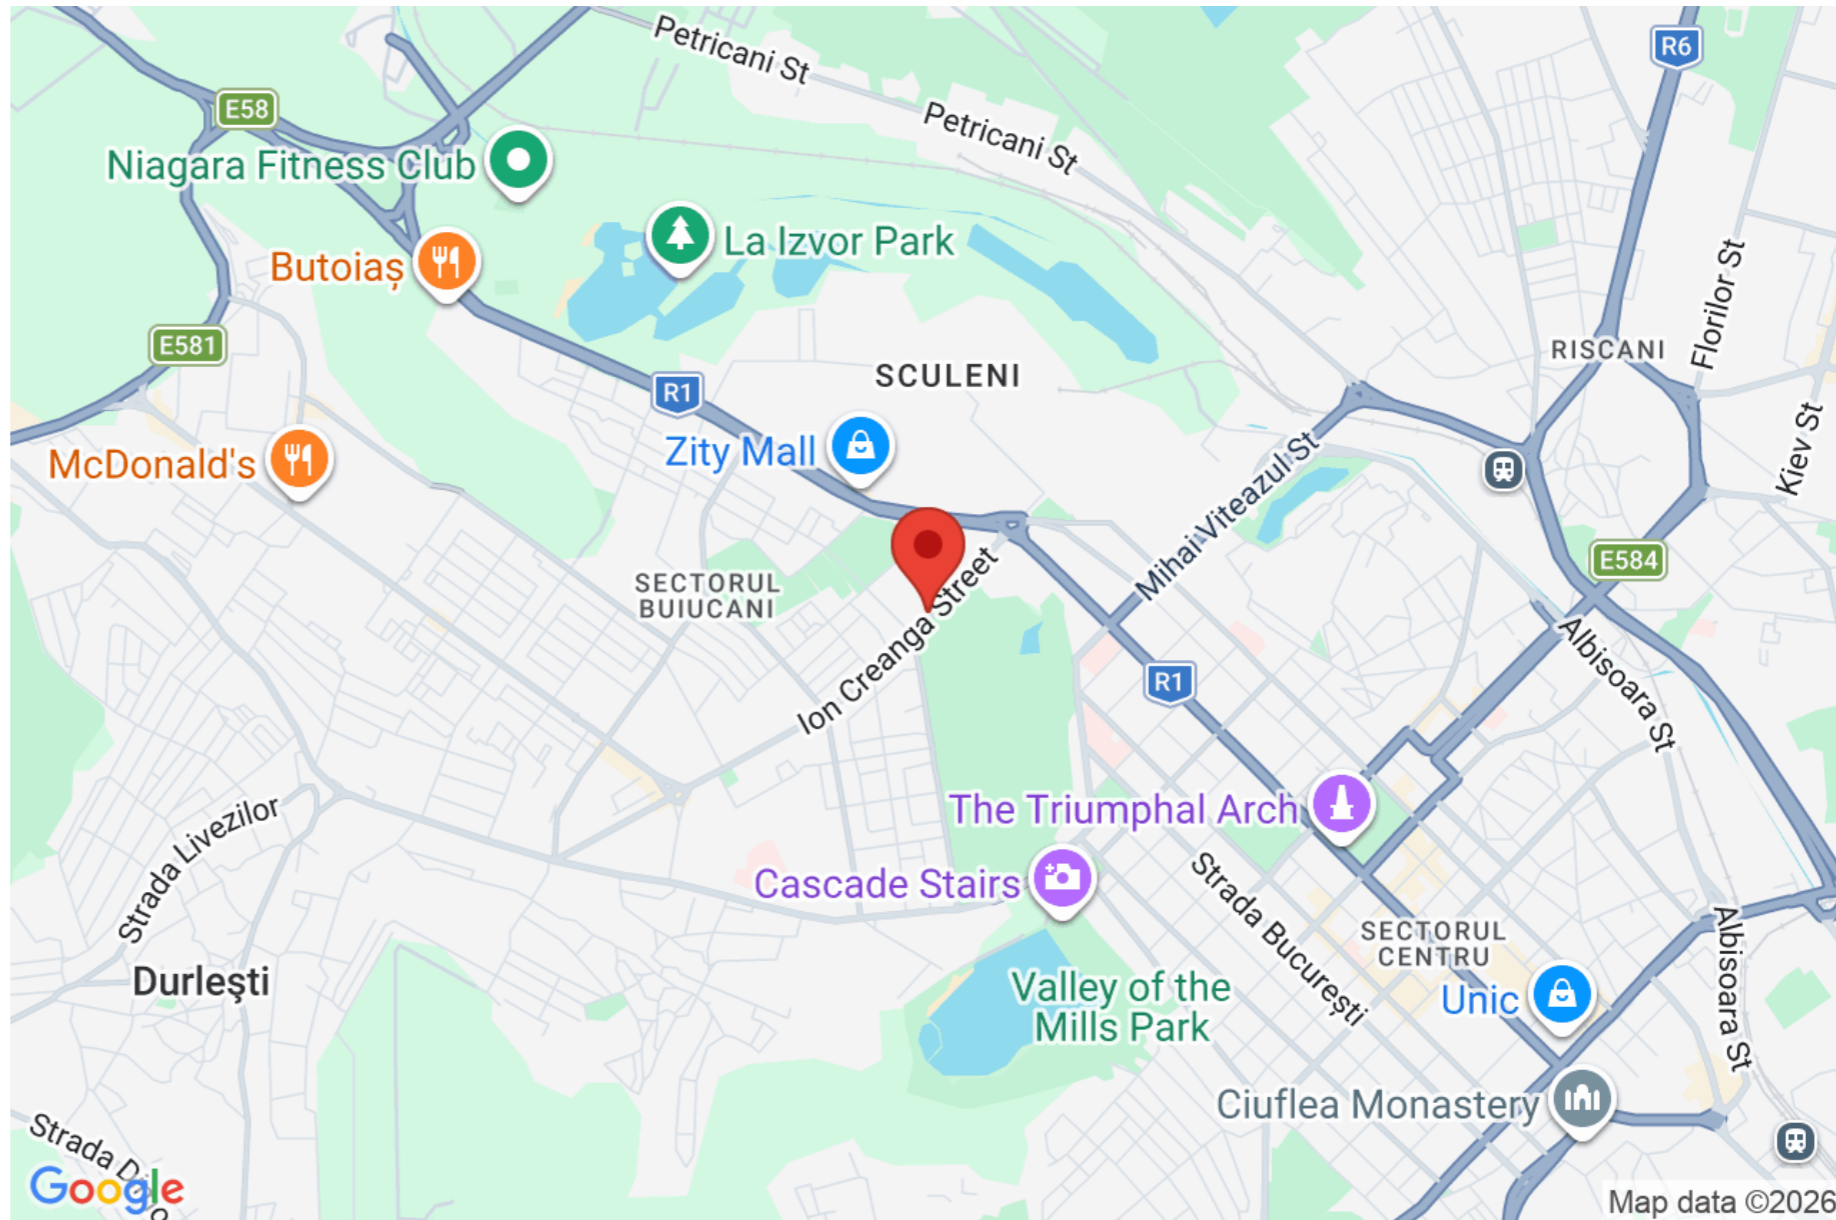 Petricani St
R6
E58
Petricani St
Niagara Fitness Club
La Izvor Park
Butoiaș
Florilor St
E581
RISCANI
SCULENI
R1
Kiev St
Zity Mall
McDonald's
Mihai Viteazul St
E584
SECTORUL
BUIUCANI
Ion Creanga Street
Albisoara St
R1
The Triumphal Arch
Strada Livezilor
Cascade Stairs
Strada București
SECTORUL
CENTRU
Albisoara St
Durleşti
Valley of the
Mills Park
Unic
Ciuflea Monastery
Strada
Google
Map data ©2026